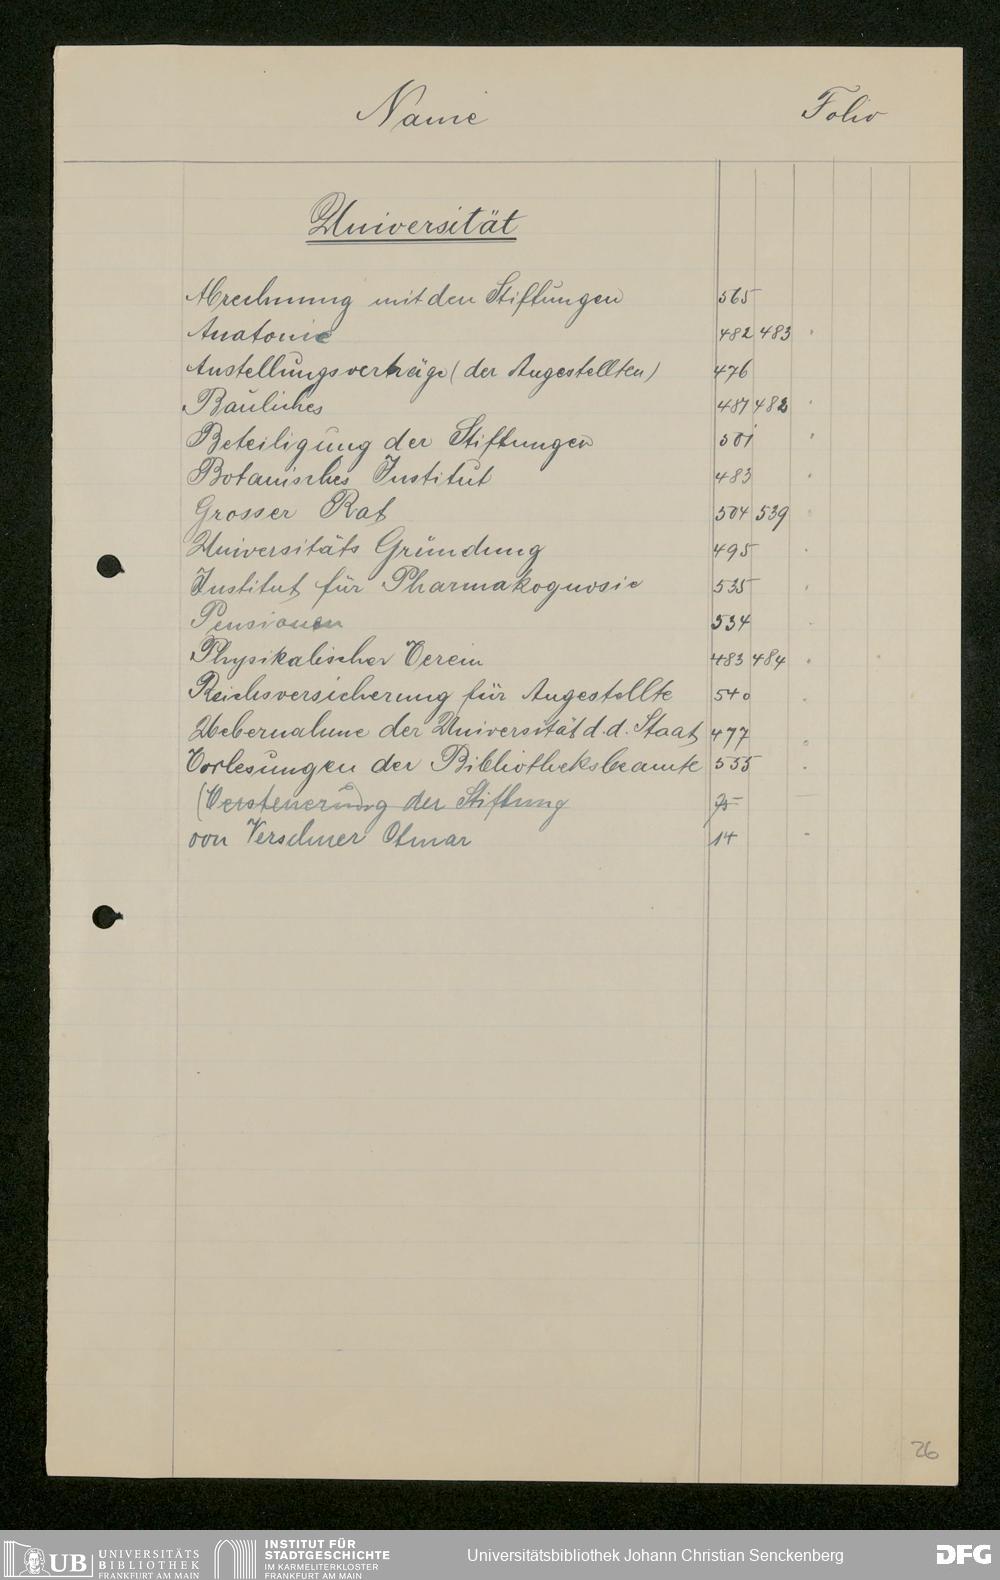 Name Folio
Universität
Abrechnung mit den Stiftungen 565
Anatomie 482 483
Anstellungsverträge (der Angestellten) 476
Bauliches 481 482
Beteiligung der Stiftungen 501
Botanisches Institut 483
Grosser Rat 504 539
Universitäts Gründung 495
Institut für Pharmakognosie 535
Pensionen 534
Physikalischer Verein 483 484
Reichsversicherung für Angestellte 540
Uebernahme der Universität d. d. Staat 477
Vorlesungen der Bibliotheksbeamte 555
(Versteuerung der Stiftung
von Verschuer Otmar 14
26
UB UNIVERSITÄTS
BIBLIOTHEK
FRANKFURT AM MAIN
INSTITUT FÜR
STADTGESCHICHTE
IM KARMELITERKLOSTER
FRANKFURT AM MAIN
Universitätsbibliothek Johann Christian Senckenberg
DFG